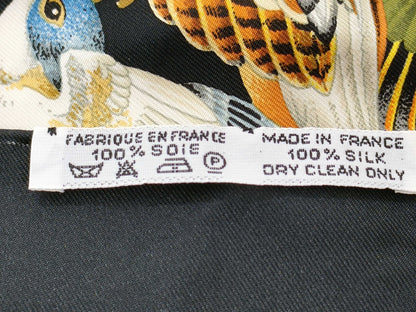 FABRIQUE EN FRANCE
100% SOIE
P
MADE IN FRANCE
100% SILK
DRY CLEAN ONLY